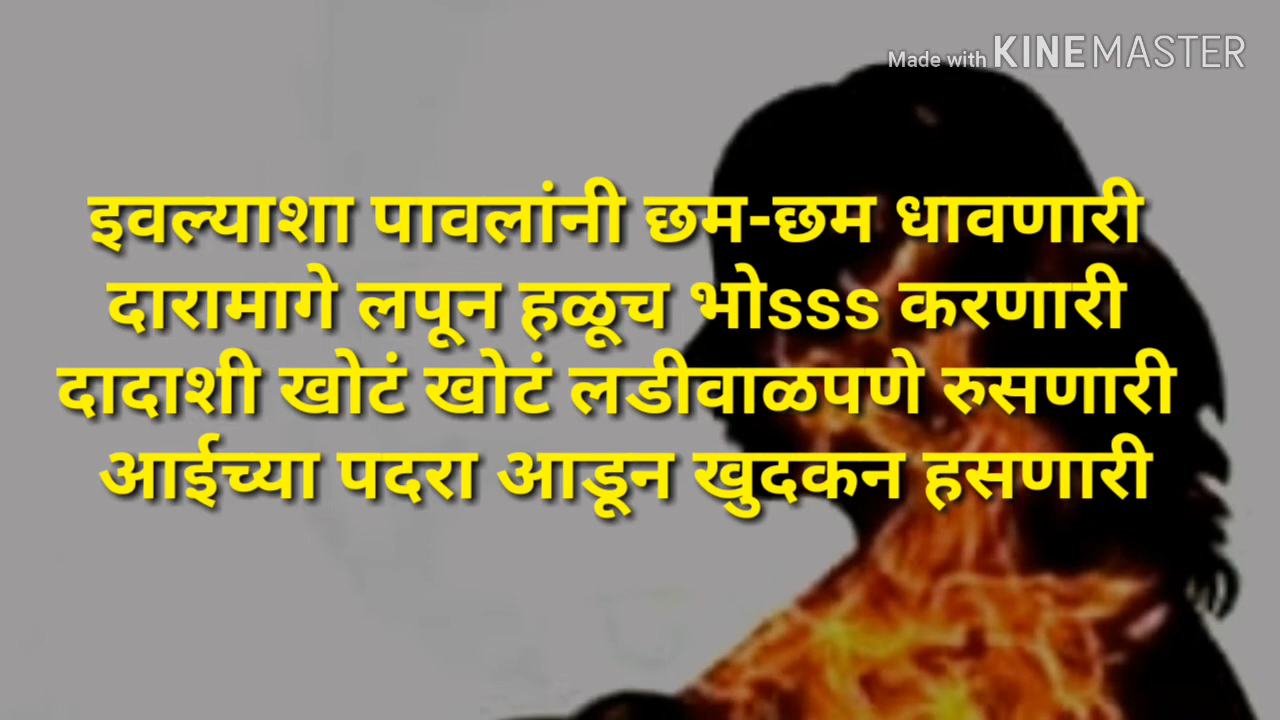 Made with KINEMASTER
इवल्याशा पावलांनी छम-छम धावणारी
दारामागे लपून हळूच भोsss करणारी
दादाशी खोटं खोटं लडीवाळपणे रुसणारी
आईच्या पदरा आडून खुदकन हसणारी